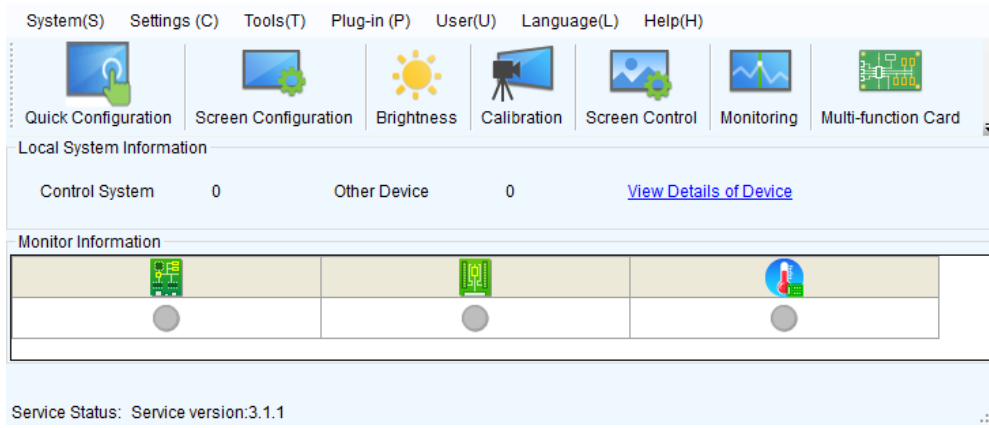 System(S) Settings (C) Tools(T) Plug-in (P) User(U) Language(L) Help(H)
Quick Configuration Screen Configuration Brightness Calibration Screen Control Monitoring Multi-function Card
Local System Information
Control System 0 Other Device 0 View Details of Device
Monitor Information
Service Status: Service version:3.1.1